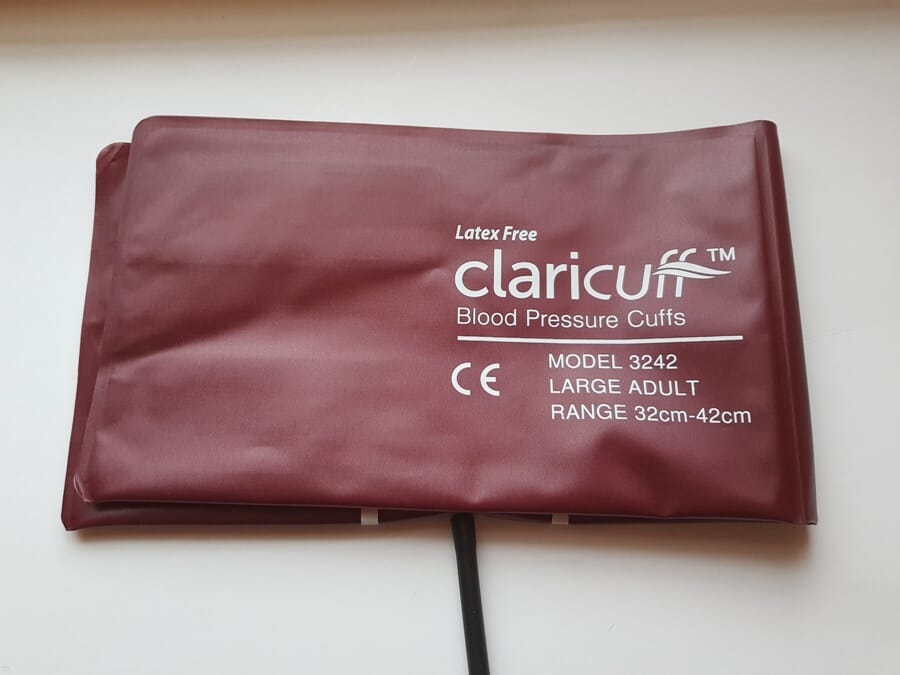 Latex Free
claricuff™
Blood Pressure Cuffs
CE
MODEL 3242
LARGE ADULT
RANGE 32cm-42cm